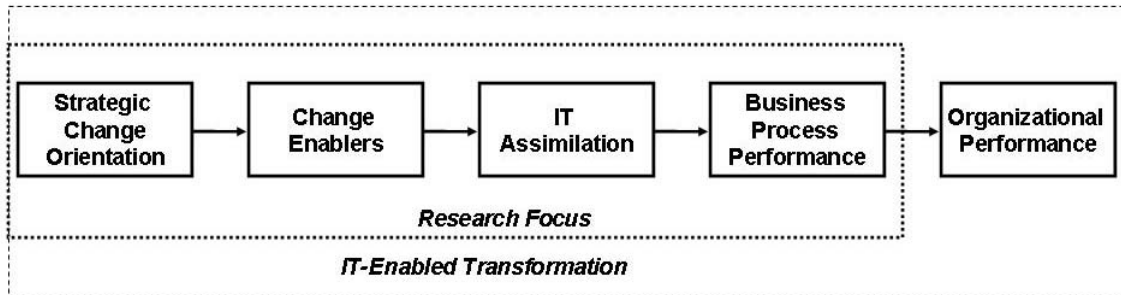 Strategic
Change
Orientation
Change
Enablers
IT
Assimilation
Business
Process
Performance
Organizational
Performance
Research Focus
IT-Enabled Transformation